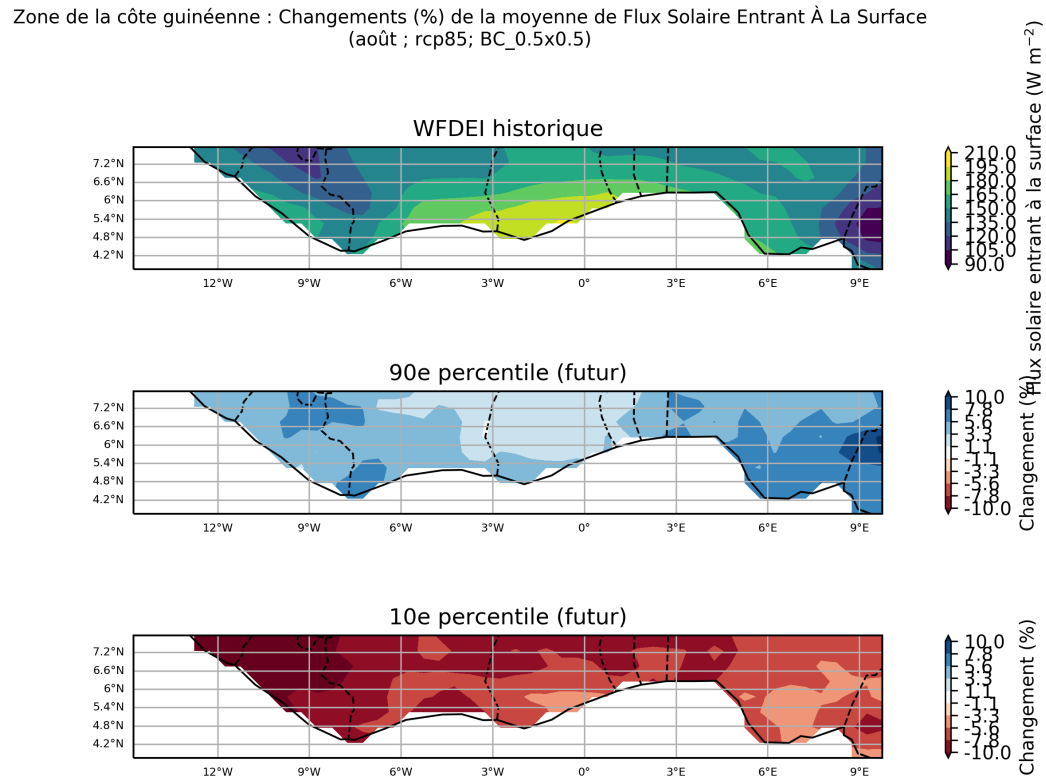 Zone de la côte guinéenne : Changements (%) de la moyenne de Flux Solaire Entrant À La Surface
(août ; rcp85; BC_0.5x0.5)
WFDEI historique
7.2°N
6.6°N
6°N
5.4°N
4.8°N
4.2°N
12°W 9°W 6°W 3°W 0° 3°E 6°E 9°E
210.0
195.0
180.0
165.0
150.0
135.0
120.0
105.0
90.0
Flux solaire entrant à la surface (W m⁻²)
90e percentile (futur)
7.2°N
6.6°N
6°N
5.4°N
4.8°N
4.2°N
12°W 9°W 6°W 3°W 0° 3°E 6°E 9°E
10.0
7.8
5.6
3.3
1.1
-1.1
-3.3
-5.6
-7.8
-10.0
Changement (%)
10e percentile (futur)
7.2°N
6.6°N
6°N
5.4°N
4.8°N
4.2°N
12°W 9°W 6°W 3°W 0° 3°E 6°E 9°E
10.0
7.8
5.6
3.3
1.1
-1.1
-3.3
-5.6
-7.8
-10.0
Changement (%)